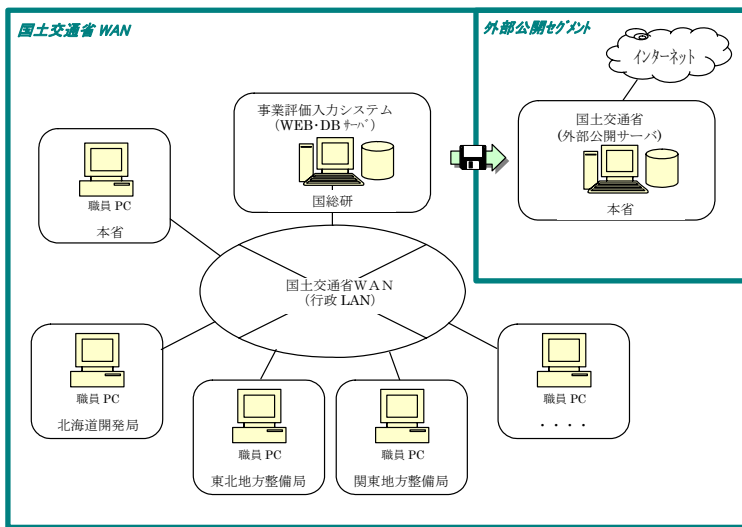 国土交通省 WAN
外部公開ｾｸﾞﾒﾝﾄ
インターネット
事業評価入力システム
（WEB・DB ｻｰﾊﾞ）
国総研
国土交通省
(外部公開サーバ)
本省
職員 PC
本省
国土交通省ＷＡＮ
（行政 LAN）
職員 PC
北海道開発局
職員 PC
東北地方整備局
職員 PC
関東地方整備局
職員 PC
・・・・